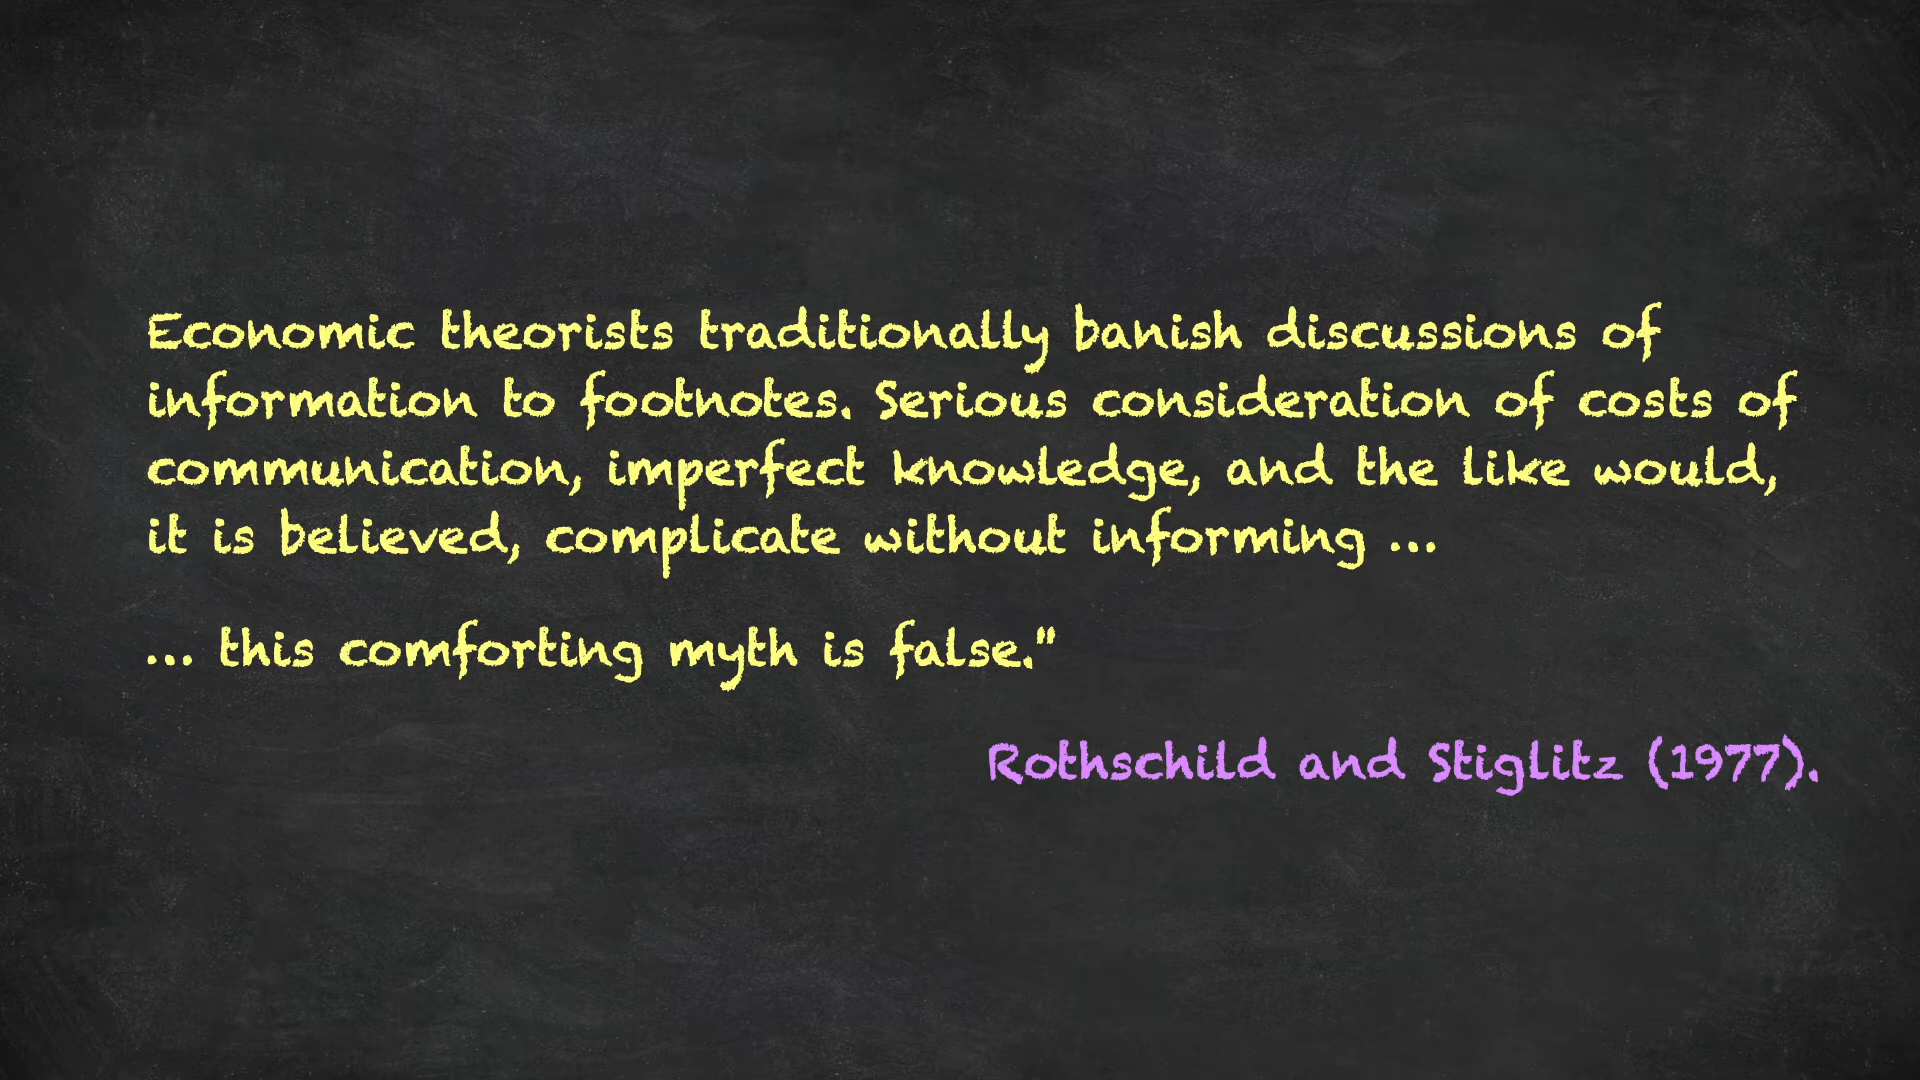 Economic theorists traditionally banish discussions of
information to footnotes. Serious consideration of costs of
communication, imperfect knowledge, and the like would,
it is believed, complicate without informing ...
... this comforting myth is false."
Rothschild and Stiglitz (1977).